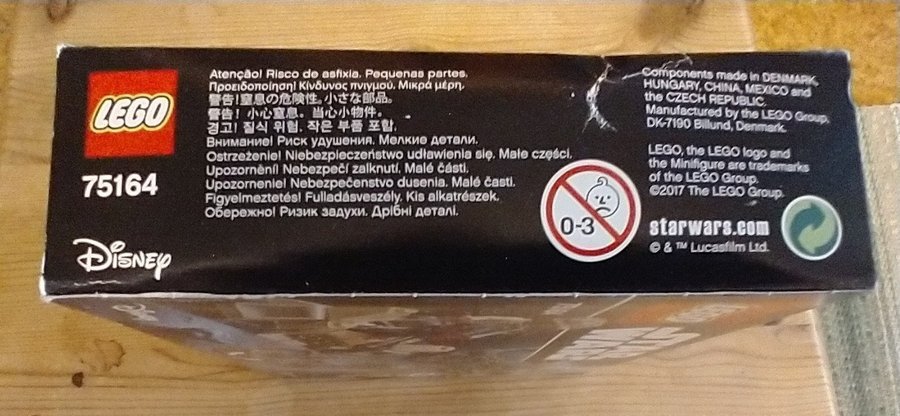 LEGO
75164
Disney
Atenção! Risco de asfixia. Pequenas partes.
Προειδοποίηση! Κίνδυνος πνιγμού. Μικρά μέρη.
警告!窒息の危険性。小さな部品。
警告! 小心窒息。当心小物件。
경고! 질식 위험. 작은 부품 포함.
Внимание! Риск удушения. Мелкие детали.
Ostrzeżenie! Niebezpieczeństwo udławienia się. Małe części.
Upozornění! Nebezpečí zalknutí. Malé části.
Upozornenie! Nebezpečenstvo dusenia. Malé časti.
Figyelmeztetés! Fulladásveszély. Kis alkatrészek.
Обережно! Ризик задухи. Дрібні деталі.
0-3
Components made in DENMARK,
HUNGARY, CHINA, MEXICO and
the CZECH REPUBLIC.
Manufactured by the LEGO Group,
DK-7190 Billund, Denmark.
LEGO, the LEGO logo and
the Minifigure are trademarks
of the LEGO Group.
©2017 The LEGO Group.
starwars.com
© & ™ Lucasfilm Ltd.
STAR WARS